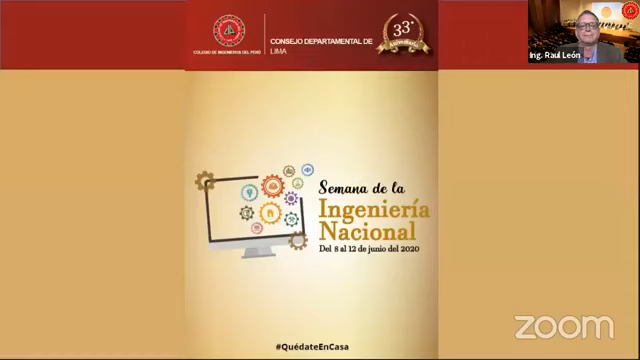 COLEGIO DE INGENIEROS DEL PERÚ
CONSEJO DEPARTAMENTAL DE
LIMA
33°
Aniversario
Ing. Raul León
Semana de la
Ingeniería
Nacional
Del 8 al 12 de junio del 2020
#QuédateEnCasa
zoom